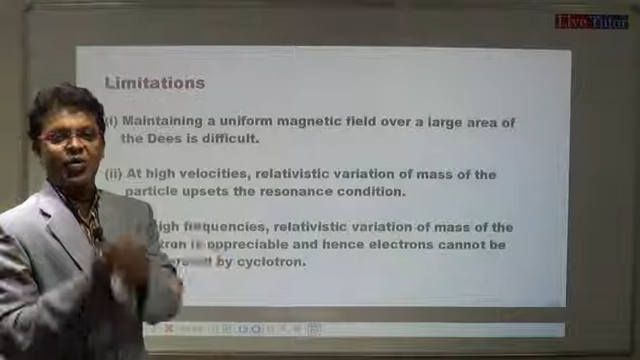 Live Tutor
Limitations
(i) Maintaining a uniform magnetic field over a large area of
the Dees is difficult.
(ii) At high velocities, relativistic variation of mass of the
particle upsets the resonance condition.
high frequencies, relativistic variation of mass of the
is appreciable and hence electrons cannot be
by cyclotron.